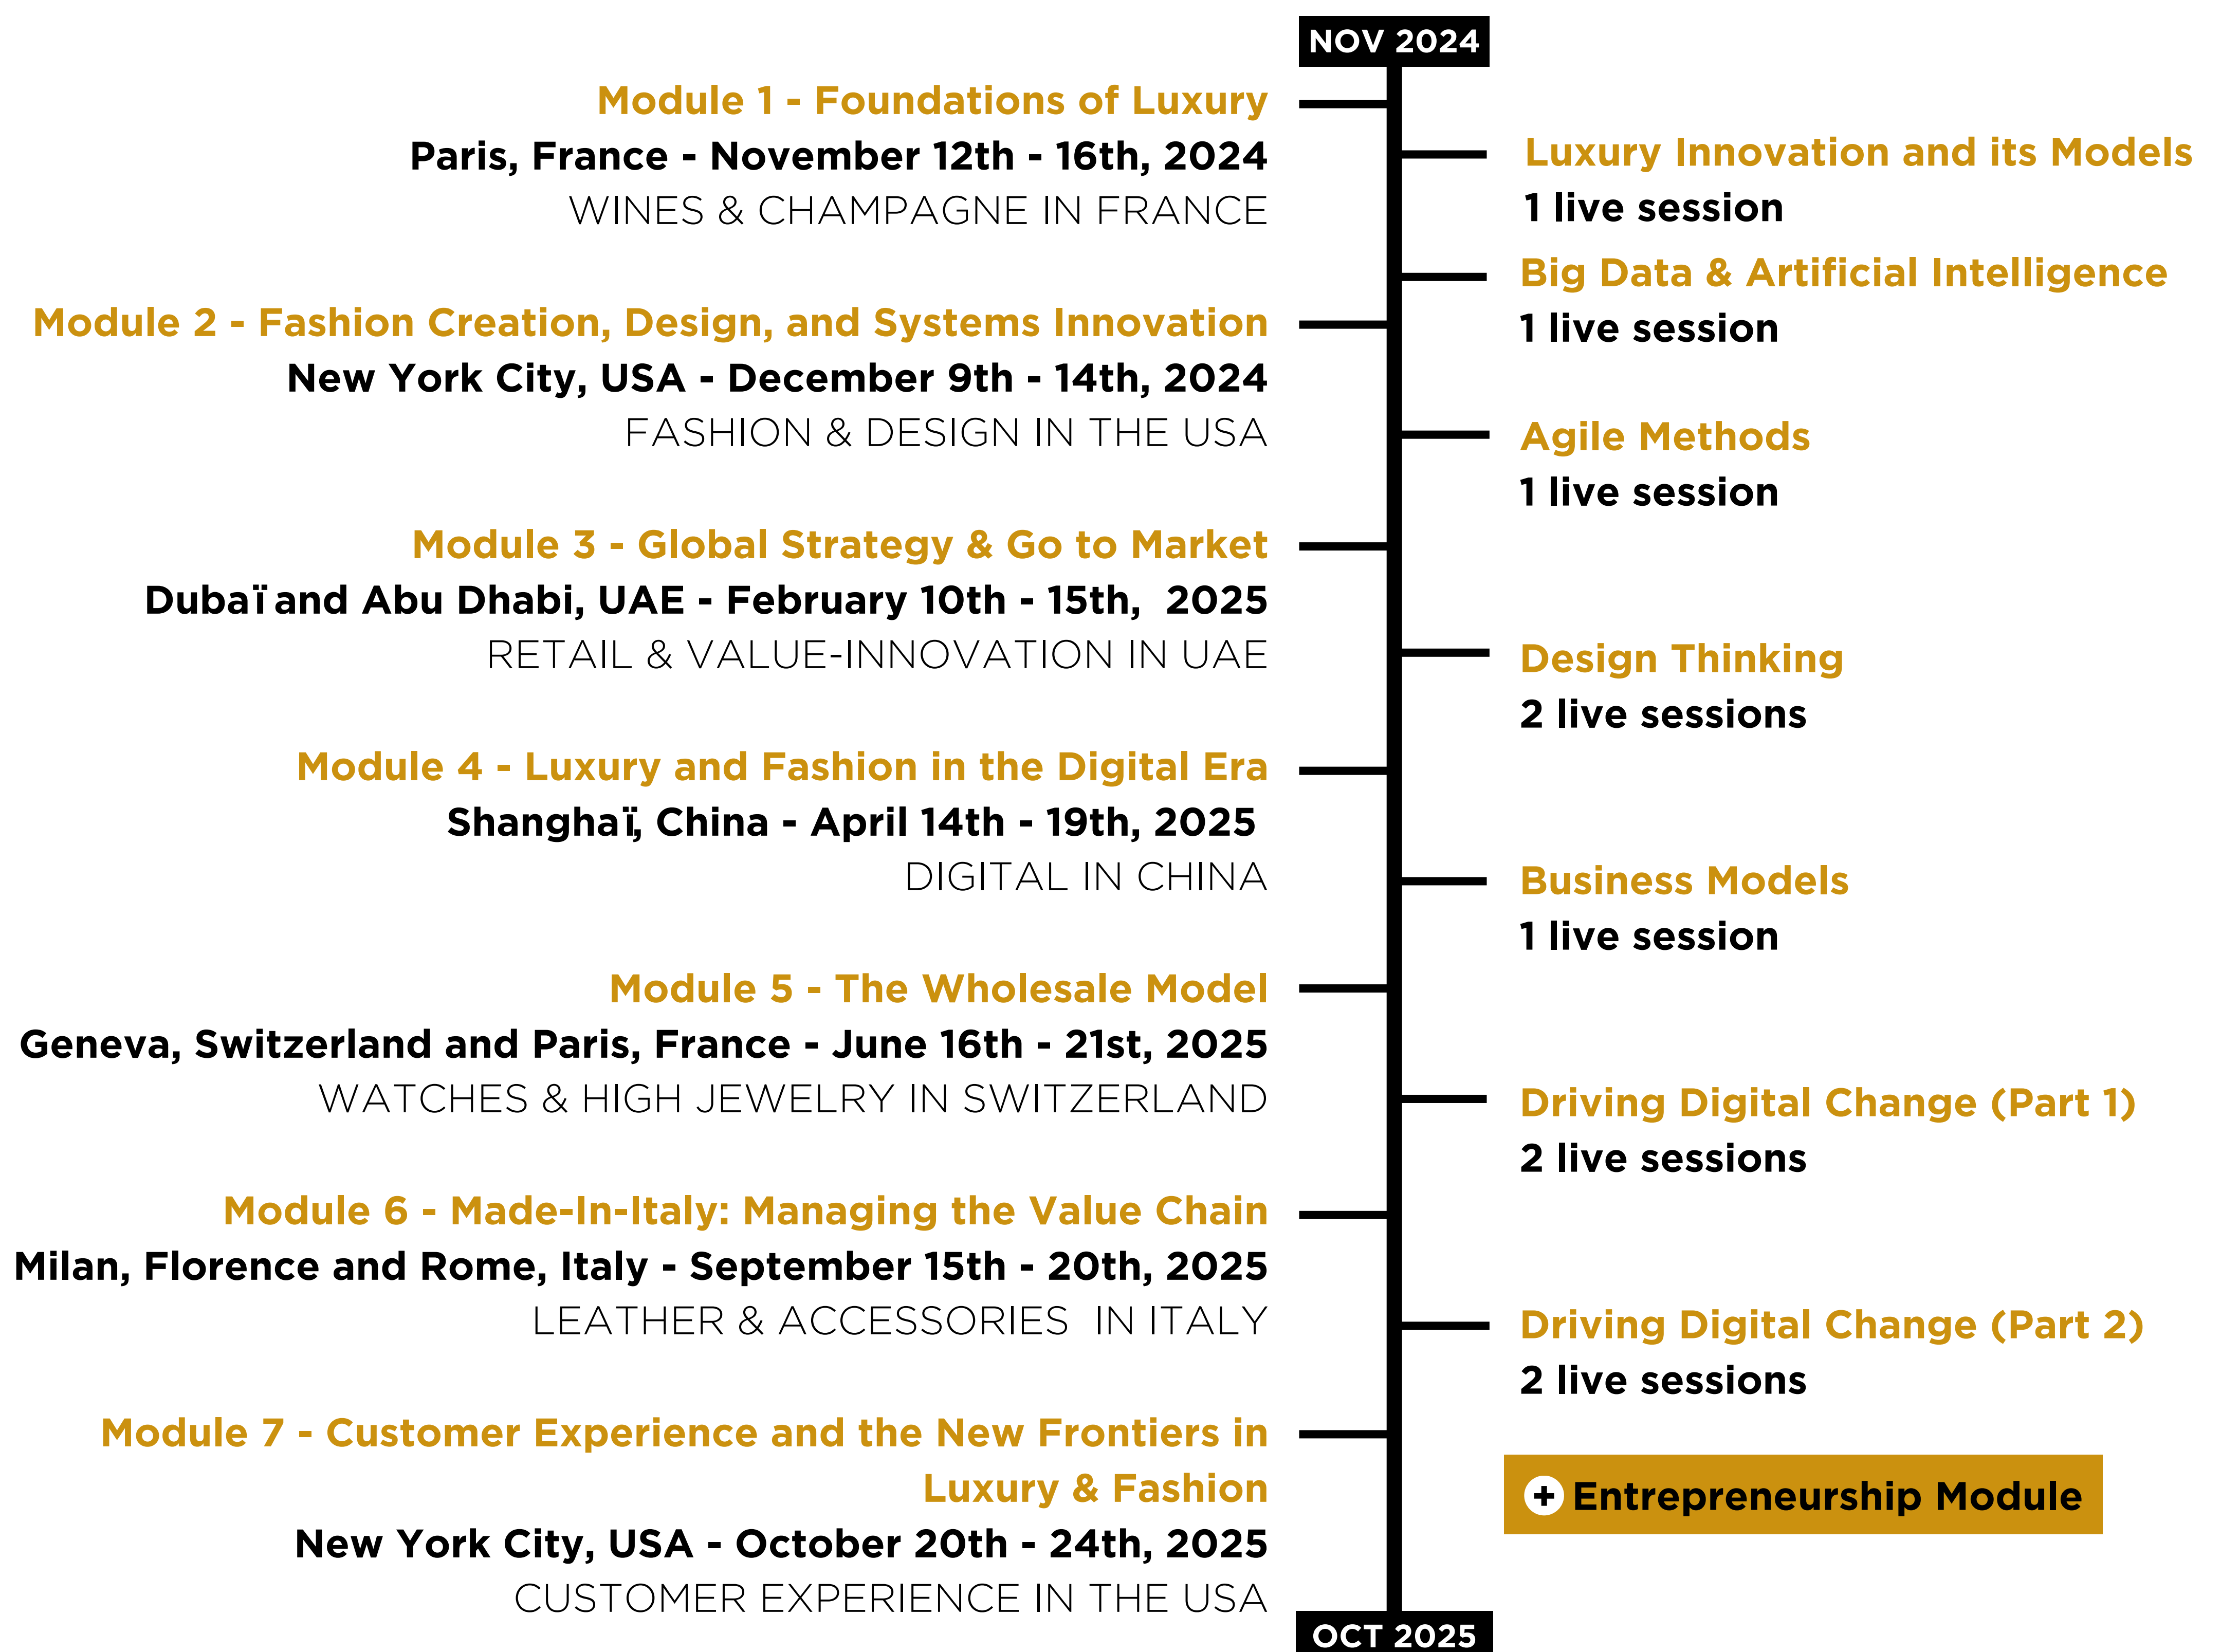 NOV 2024
Module 1 - Foundations of Luxury
Paris, France - November 12th - 16th, 2024
WINES & CHAMPAGNE IN FRANCE
Luxury Innovation and its Models
1 live session
Big Data & Artificial Intelligence
1 live session
Module 2 - Fashion Creation, Design, and Systems Innovation
New York City, USA - December 9th - 14th, 2024
FASHION & DESIGN IN THE USA
Agile Methods
1 live session
Module 3 - Global Strategy & Go to Market
Dubaï and Abu Dhabi, UAE - February 10th - 15th, 2025
RETAIL & VALUE-INNOVATION IN UAE
Design Thinking
2 live sessions
Module 4 - Luxury and Fashion in the Digital Era
Shanghaï, China - April 14th - 19th, 2025
DIGITAL IN CHINA
Business Models
1 live session
Module 5 - The Wholesale Model
Geneva, Switzerland and Paris, France - June 16th - 21st, 2025
WATCHES & HIGH JEWELRY IN SWITZERLAND
Driving Digital Change (Part 1)
2 live sessions
Module 6 - Made-In-Italy: Managing the Value Chain
Milan, Florence and Rome, Italy - September 15th - 20th, 2025
LEATHER & ACCESSORIES IN ITALY
Driving Digital Change (Part 2)
2 live sessions
Module 7 - Customer Experience and the New Frontiers in
Luxury & Fashion
New York City, USA - October 20th - 24th, 2025
CUSTOMER EXPERIENCE IN THE USA
+ Entrepreneurship Module
OCT 2025